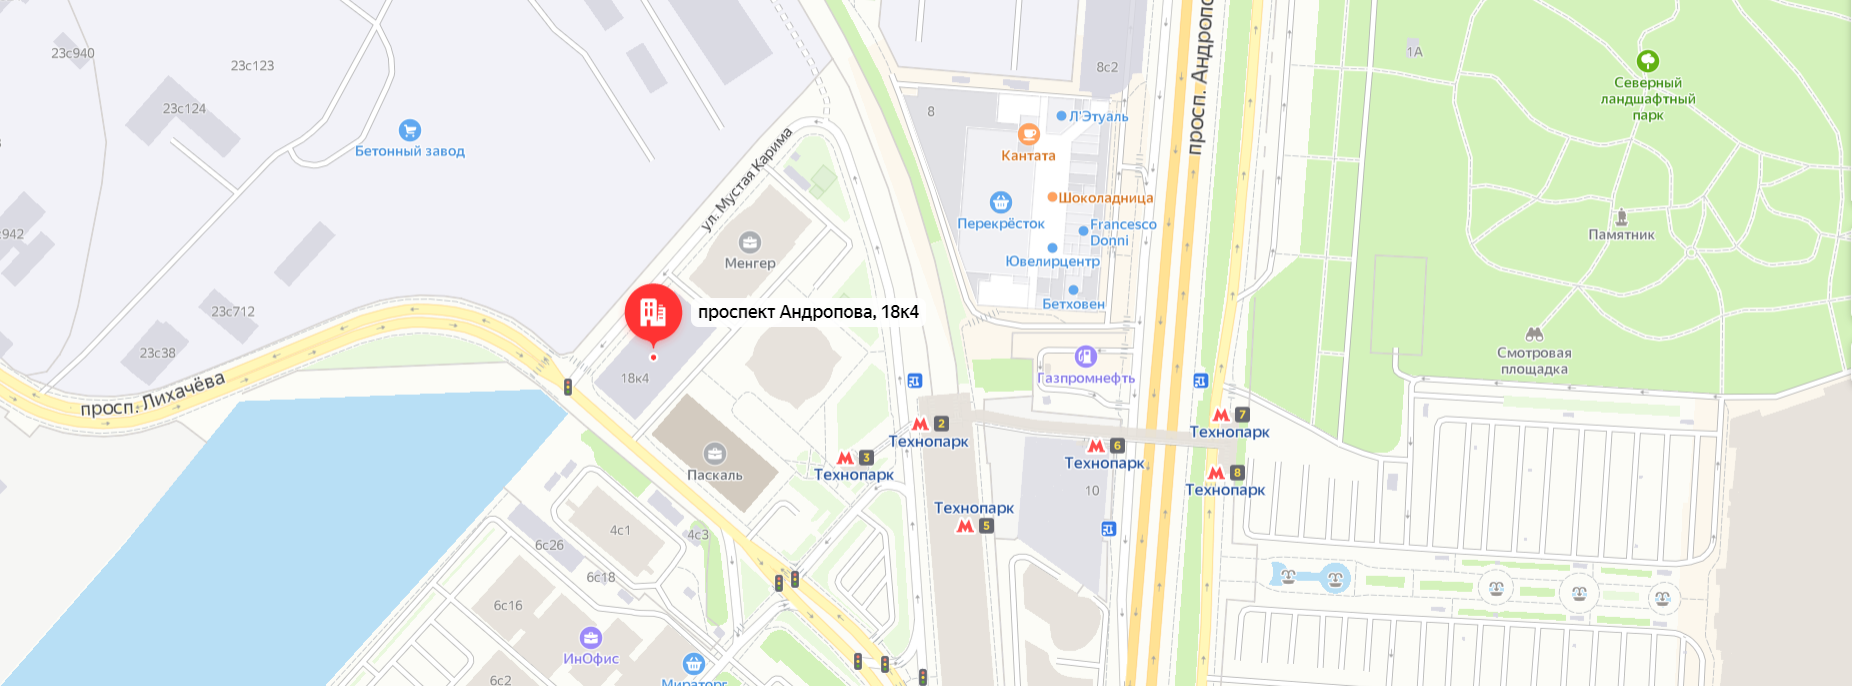 23с940
23с123
23с124
Бетонный завод
с942
23с712
23с38
просп. Лихачёва
ул. Мустая Карима
Менгер
проспект Андропова, 18к4
18к4
Паскаль
8с2
8
Л'Этуаль
Кантата
Шоколадница
Перекрёсток
Francesco
Donni
Ювелирцентр
Бетховен
просп. Андропо
1А
Северный
ландшафтный
парк
Памятник
Смотровая
площадка
Газпромнефть
2
Технопарк
3
Технопарк
6
Технопарк
7
Технопарк
8
Технопарк
Технопарк
5
10
4с1
4с3
6с26
6с18
6с16
ИнОфис
6с2
Мираторг